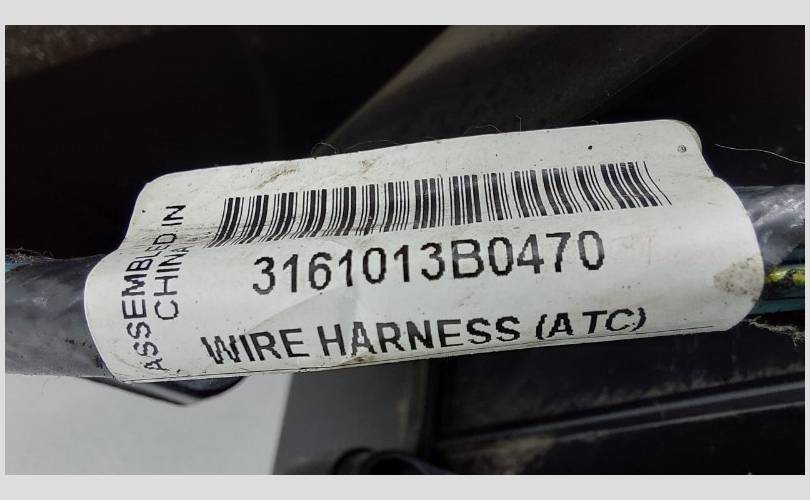 ASSEMBLED IN
CHINA
3161013B0470
WIRE HARNESS (ATC)